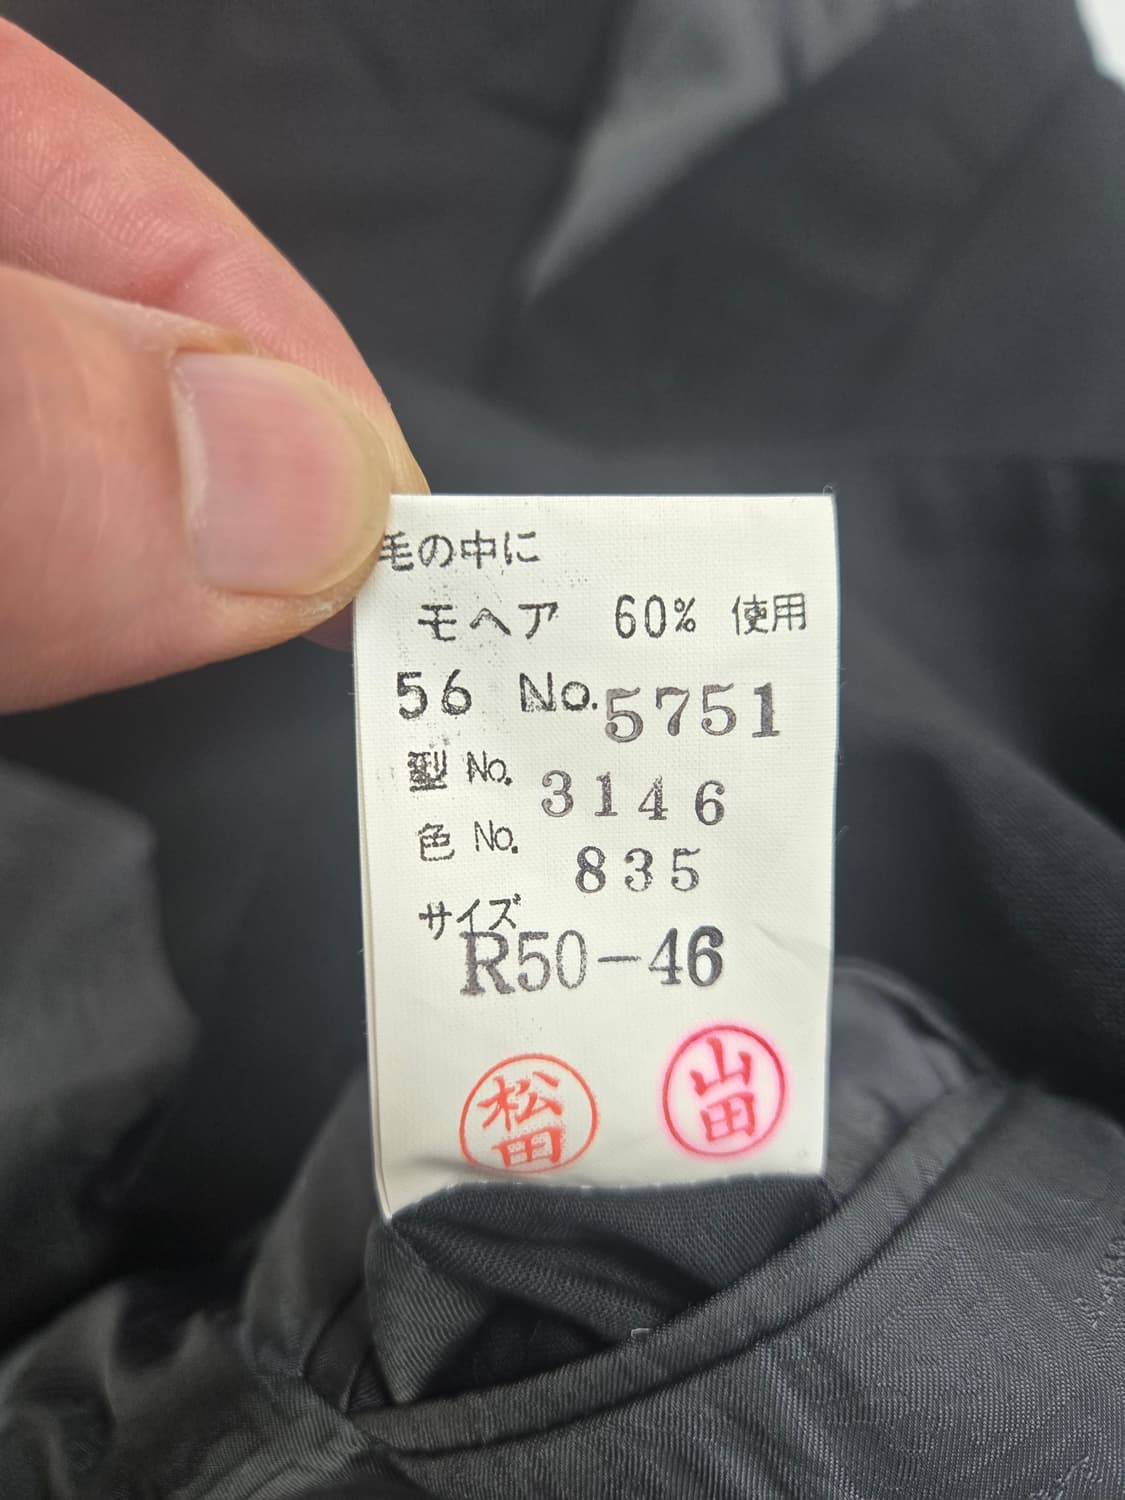 毛の中に
モヘア 60% 使用
56 No. 5751
型 No. 3146
色 No. 835
サイズ
R50-46
松田
山田